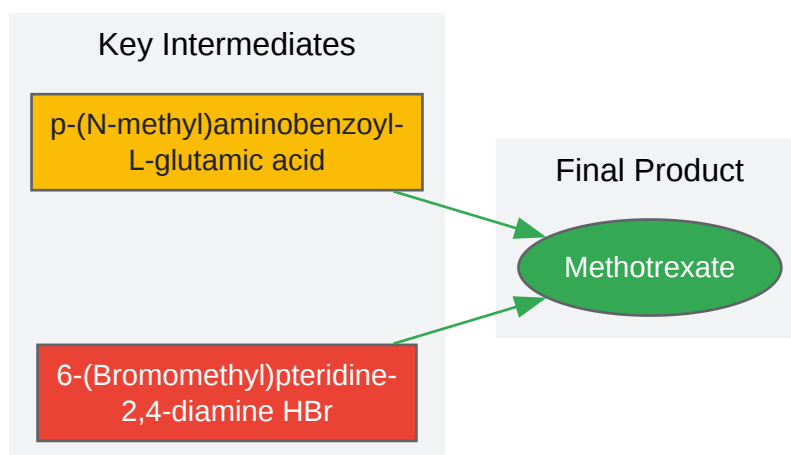 Key Intermediates
p-(N-methyl)aminobenzoyl-
L-glutamic acid
Final Product
Methotrexate
6-(Bromomethyl)pteridine-
2,4-diamine HBr